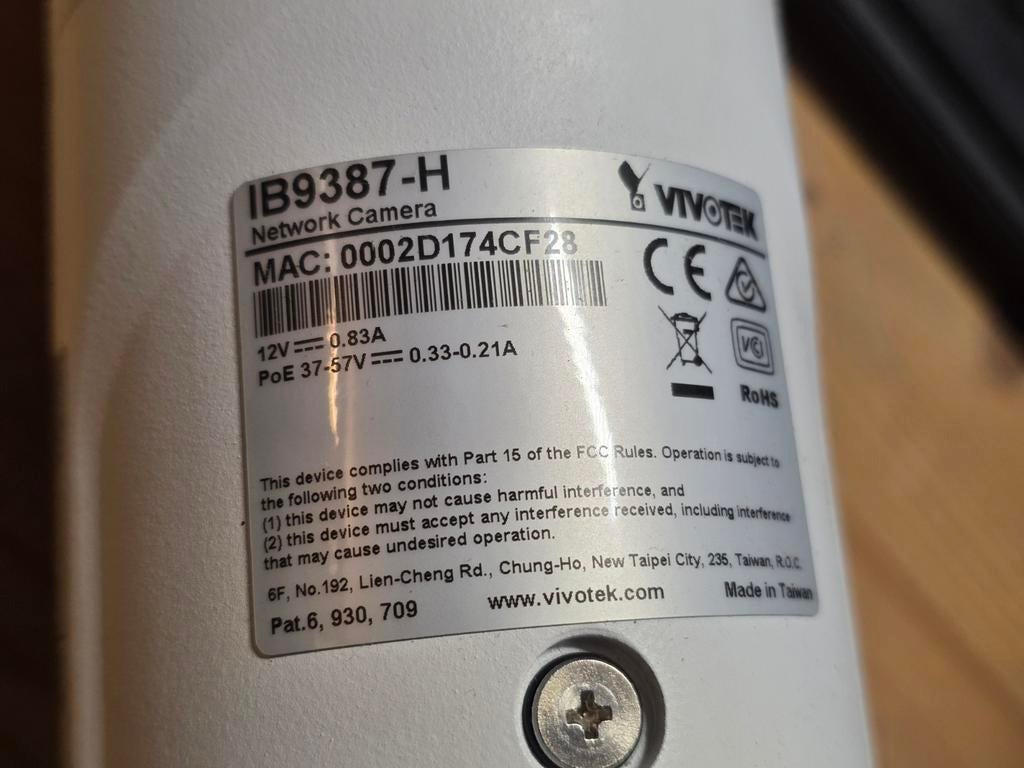 IB9387-H
Network Camera
VIVOTEK
MAC: 0002D174CF28
CE
12V 0.83A
PoE 37-57V 0.33-0.21A
VCI
RoHS
This device complies with Part 15 of the FCC Rules. Operation is subject to
the following two conditions:
(1) this device may not cause harmful interference, and
(2) this device must accept any interference received, including interference
that may cause undesired operation.
6F, No.192, Lien-Cheng Rd., Chung-Ho, New Taipei City, 235, Taiwan, R.O.C.
Pat.6, 930, 709
www.vivotek.com
Made in Taiwan